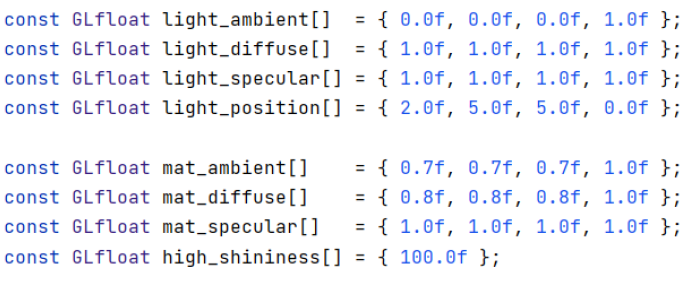 const GLfloat light_ambient[]  = { 0.0f, 0.0f, 0.0f, 1.0f };
const GLfloat light_diffuse[]  = { 1.0f, 1.0f, 1.0f, 1.0f };
const GLfloat light_specular[] = { 1.0f, 1.0f, 1.0f, 1.0f };
const GLfloat light_position[] = { 2.0f, 5.0f, 5.0f, 0.0f };

const GLfloat mat_ambient[]    = { 0.7f, 0.7f, 0.7f, 1.0f };
const GLfloat mat_diffuse[]    = { 0.8f, 0.8f, 0.8f, 1.0f };
const GLfloat mat_specular[]   = { 1.0f, 1.0f, 1.0f, 1.0f };
const GLfloat high_shininess[] = { 100.0f };